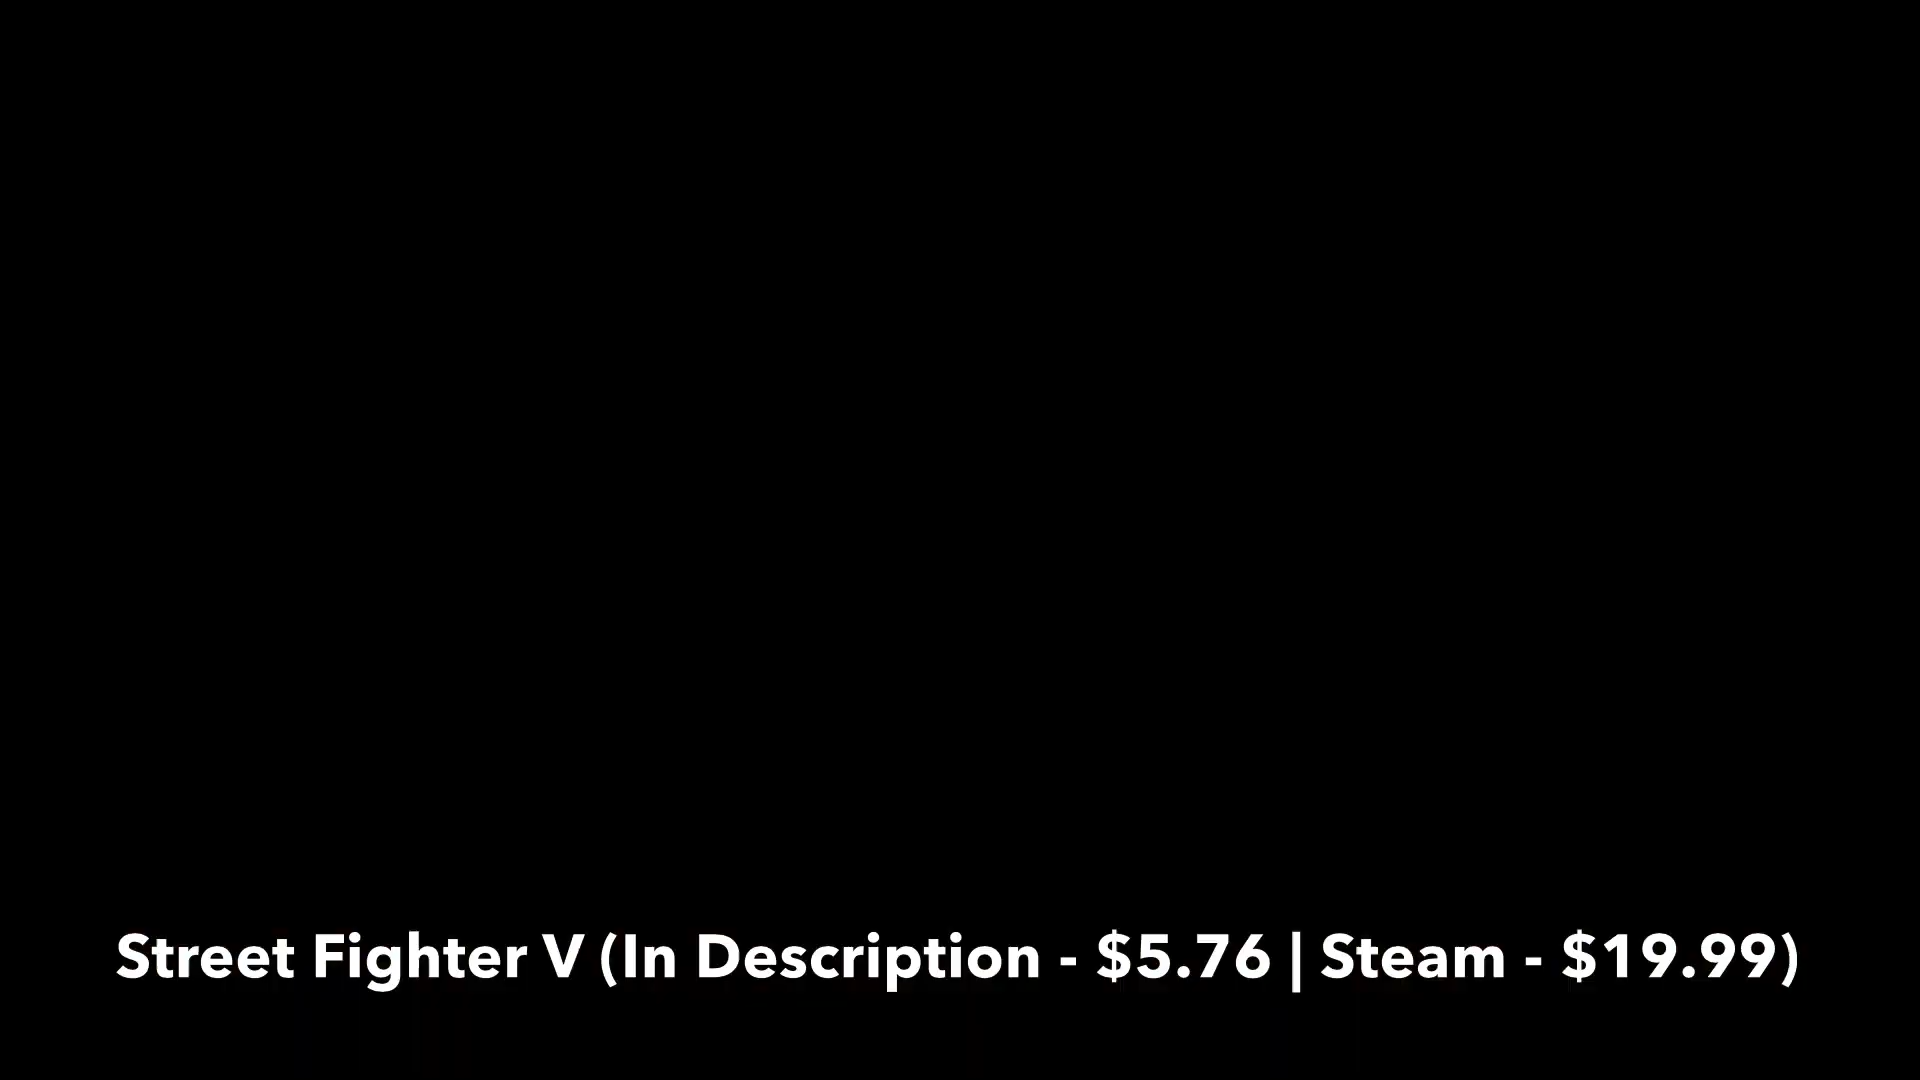 Street Fighter V (In Description - $5.76 | Steam - $19.99)